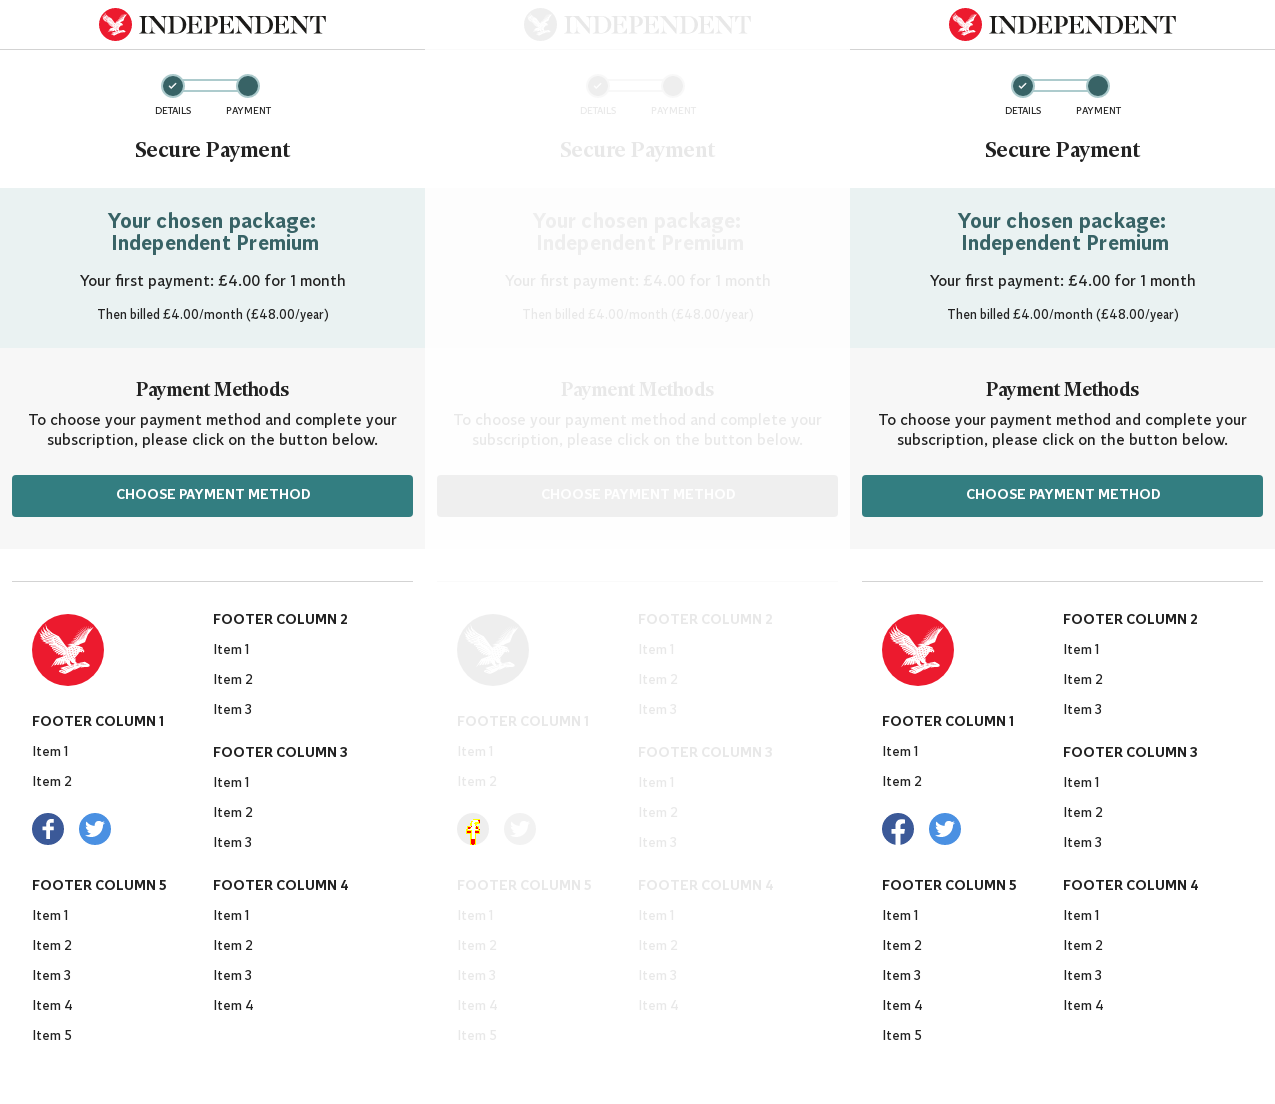 INDEPENDENT
DETAILS PAYMENT
Secure Payment
Your chosen package:
Independent Premium
Your first payment: £4.00 for 1 month
Then billed £4.00/month (£48.00/year)
Payment Methods
To choose your payment method and complete your
subscription, please click on the button below.
CHOOSE PAYMENT METHOD
FOOTER COLUMN 1
Item 1
Item 2
FOOTER COLUMN 5
Item 1
Item 2
Item 3
Item 4
Item 5
FOOTER COLUMN 2
Item 1
Item 2
Item 3
FOOTER COLUMN 3
Item 1
Item 2
Item 3
FOOTER COLUMN 4
Item 1
Item 2
Item 3
Item 4
INDEPENDENT
DETAILS PAYMENT
Secure Payment
Your chosen package:
Independent Premium
Your first payment: £4.00 for 1 month
Then billed £4.00/month (£48.00/year)
Payment Methods
To choose your payment method and complete your
subscription, please click on the button below.
CHOOSE PAYMENT METHOD
FOOTER COLUMN 1
Item 1
Item 2
FOOTER COLUMN 5
Item 1
Item 2
Item 3
Item 4
Item 5
FOOTER COLUMN 2
Item 1
Item 2
Item 3
FOOTER COLUMN 3
Item 1
Item 2
Item 3
FOOTER COLUMN 4
Item 1
Item 2
Item 3
Item 4
INDEPENDENT
DETAILS PAYMENT
Secure Payment
Your chosen package:
Independent Premium
Your first payment: £4.00 for 1 month
Then billed £4.00/month (£48.00/year)
Payment Methods
To choose your payment method and complete your
subscription, please click on the button below.
CHOOSE PAYMENT METHOD
FOOTER COLUMN 1
Item 1
Item 2
FOOTER COLUMN 5
Item 1
Item 2
Item 3
Item 4
Item 5
FOOTER COLUMN 2
Item 1
Item 2
Item 3
FOOTER COLUMN 3
Item 1
Item 2
Item 3
FOOTER COLUMN 4
Item 1
Item 2
Item 3
Item 4